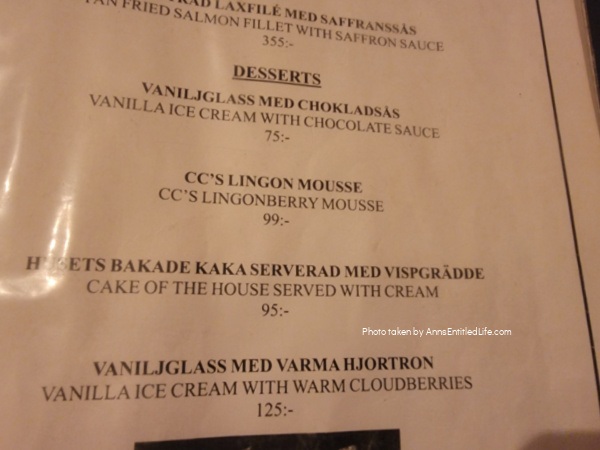 LAXFILÉ MED SAFFRANSSÅS
FRIED SALMON FILLET WITH SAFFRON SAUCE
355:-
DESSERTS
VANILJGLASS MED CHOKLADSÅS
VANILLA ICE CREAM WITH CHOCOLATE SAUCE
75:-
CC'S LINGON MOUSSE
CC'S LINGONBERRY MOUSSE
99:-
BAKADE KAKA SERVERAD MED VISPGRÄDDE
CAKE OF THE HOUSE SERVED WITH CREAM
95:-
Photo taken by AnnsEntitledLife.com
VANILJGLASS MED VARMA HJORTRON
VANILLA ICE CREAM WITH WARM CLOUDBERRIES
125:-